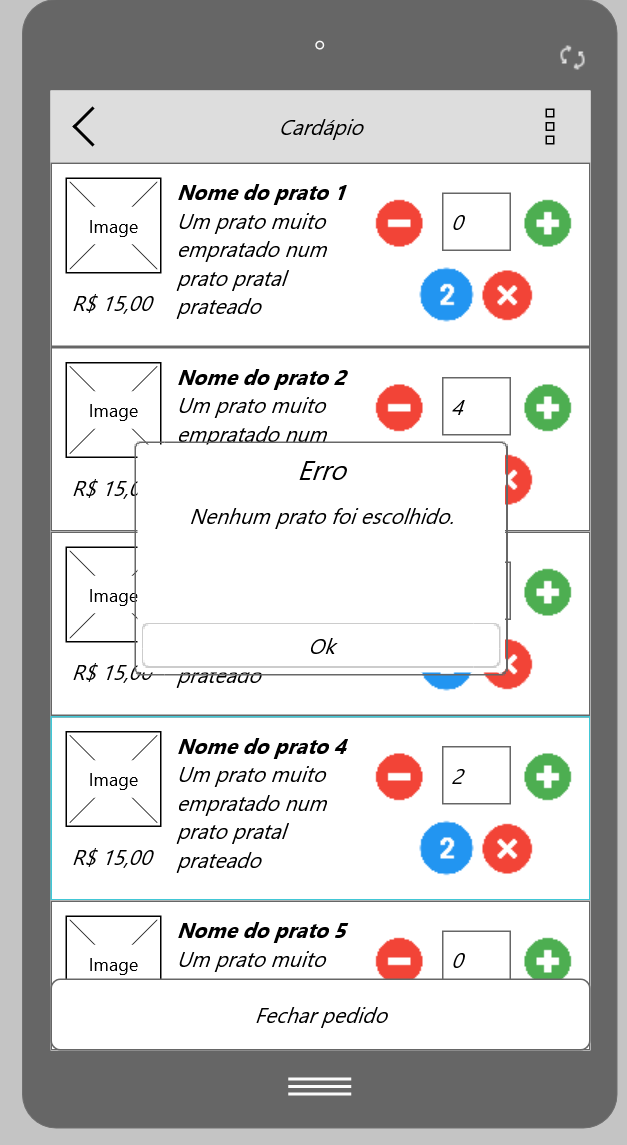 Cardápio
Nome do prato 1
Image
Um prato muito
empratado num
prato pratal
prateado
R$ 15,00
0
2
Nome do prato 2
Image
Um prato muito
empratado num
R$ 15,0
4
Erro
Nenhum prato foi escolhido.
Ok
Image
R$ 15,00
prateado
Nome do prato 4
Image
Um prato muito
empratado num
prato pratal
prateado
R$ 15,00
2
2
Nome do prato 5
Image
Um prato muito
0
Fechar pedido